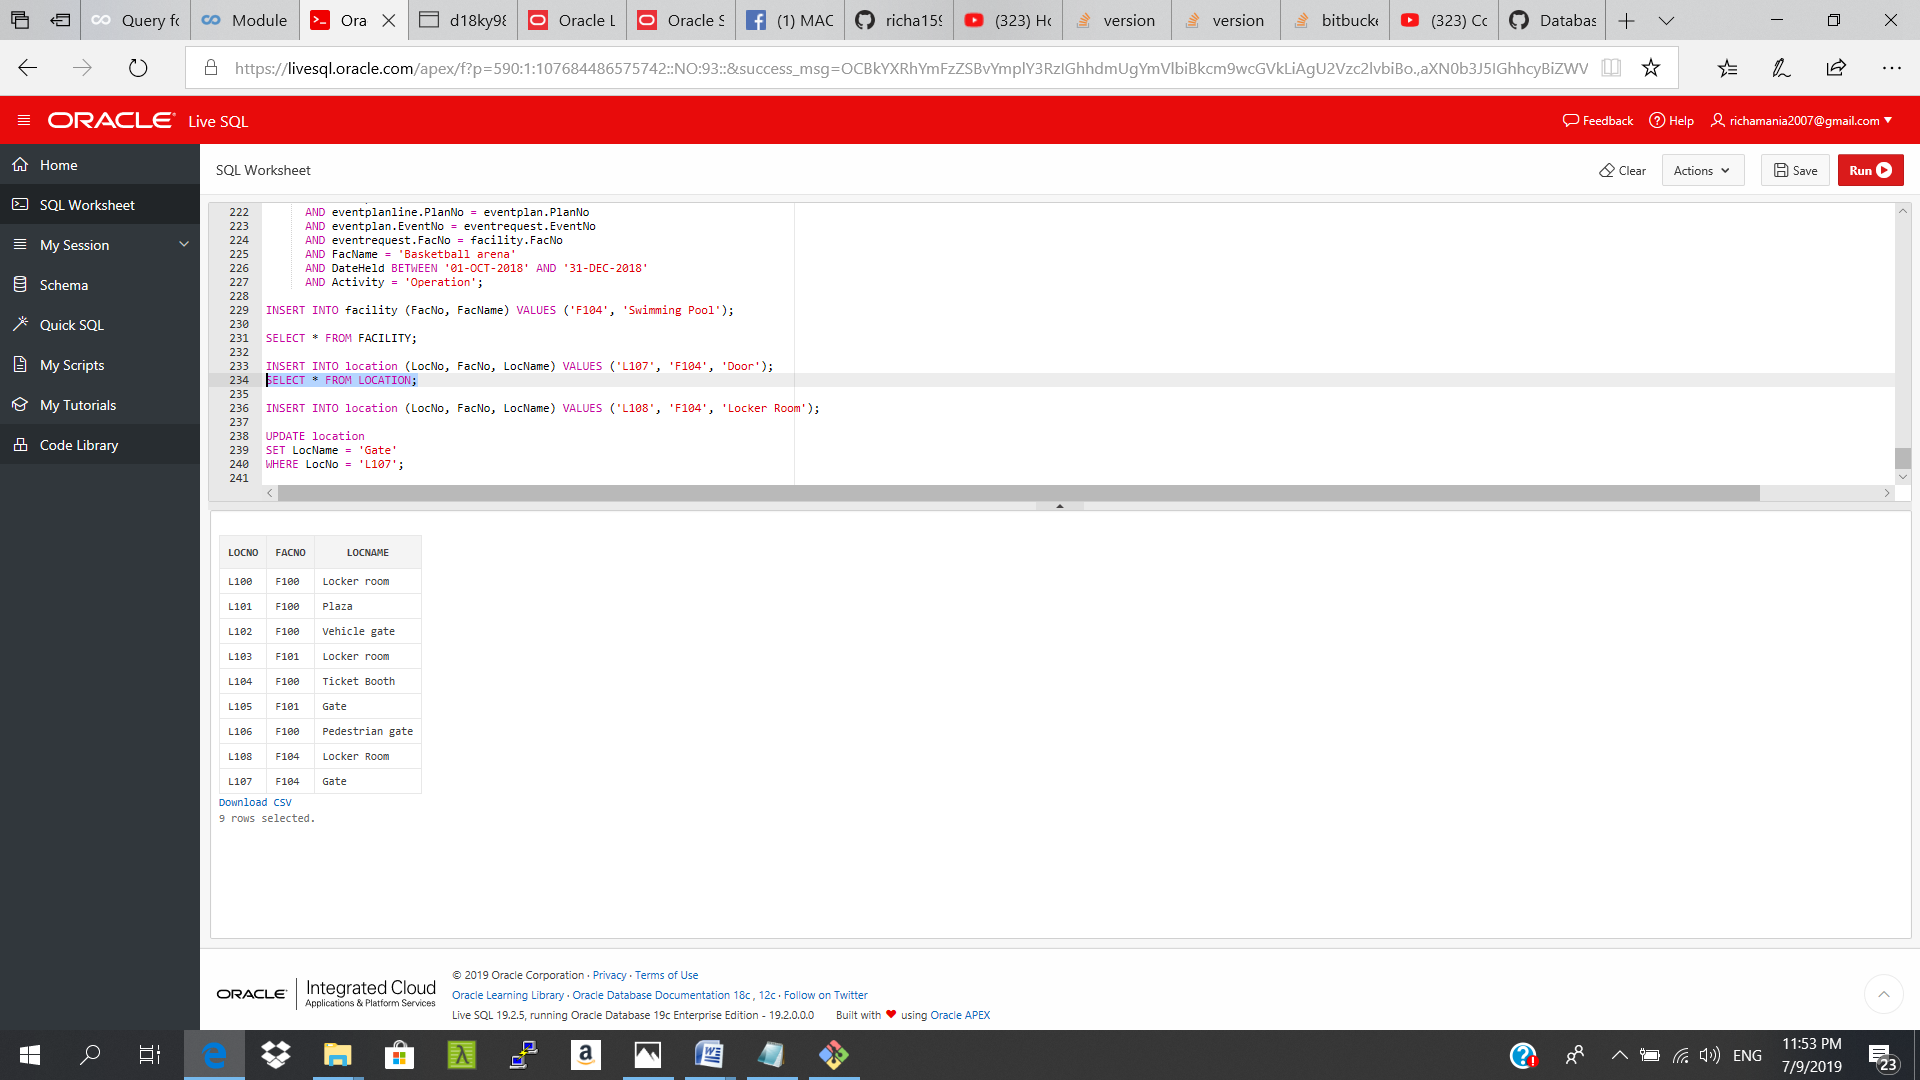 Query fo
Module
Ora
d18ky98
Oracle L
Oracle S
(1) MAC
richa159
(323) Ho
version
version
bitbucke
(323) Cc
Databas
https://livesql.oracle.com/apex/f?p=590:1:107684486575742::NO:93::&success_msg=OCBkYXRhYmFzZSBvYmplY3RzIGhhdmUgYmVlbiBkcm9wcGVkLiAgU2Vzc2lvbiBo.,aXN0b3J5IGhhcyBiZWV
ORACLE Live SQL
Feedback
Help
richamania2007@gmail.com
Home
SQL Worksheet
My Session
Schema
Quick SQL
My Scripts
My Tutorials
Code Library
SQL Worksheet
Clear
Actions
Save
Run
222 AND eventplanline.PlanNo = eventplan.PlanNo
223 AND eventplan.EventNo = eventrequest.EventNo
224 AND eventrequest.FacNo = facility.FacNo
225 AND FacName = 'Basketball arena'
226 AND DateHeld BETWEEN '01-OCT-2018' AND '31-DEC-2018'
227 AND Activity = 'Operation';
228
229 INSERT INTO facility (FacNo, FacName) VALUES ('F104', 'Swimming Pool');
230
231 SELECT * FROM FACILITY;
232
233 INSERT INTO location (LocNo, FacNo, LocName) VALUES ('L107', 'F104', 'Door');
234 SELECT * FROM LOCATION;
235
236 INSERT INTO location (LocNo, FacNo, LocName) VALUES ('L108', 'F104', 'Locker Room');
237
238 UPDATE location
239 SET LocName = 'Gate'
240 WHERE LocNo = 'L107';
241
LOCNO FACNO LOCNAME
L100 F100 Locker room
L101 F100 Plaza
L102 F100 Vehicle gate
L103 F101 Locker room
L104 F100 Ticket Booth
L105 F101 Gate
L106 F100 Pedestrian gate
L108 F104 Locker Room
L107 F104 Gate
Download CSV
9 rows selected.
ORACLE
Integrated Cloud
Applications & Platform Services
© 2019 Oracle Corporation · Privacy · Terms of Use
Oracle Learning Library · Oracle Database Documentation 18c , 12c · Follow on Twitter
Live SQL 19.2.5, running Oracle Database 19c Enterprise Edition - 19.2.0.0.0 Built with ♥ using Oracle APEX
ENG
11:53 PM
7/9/2019
23